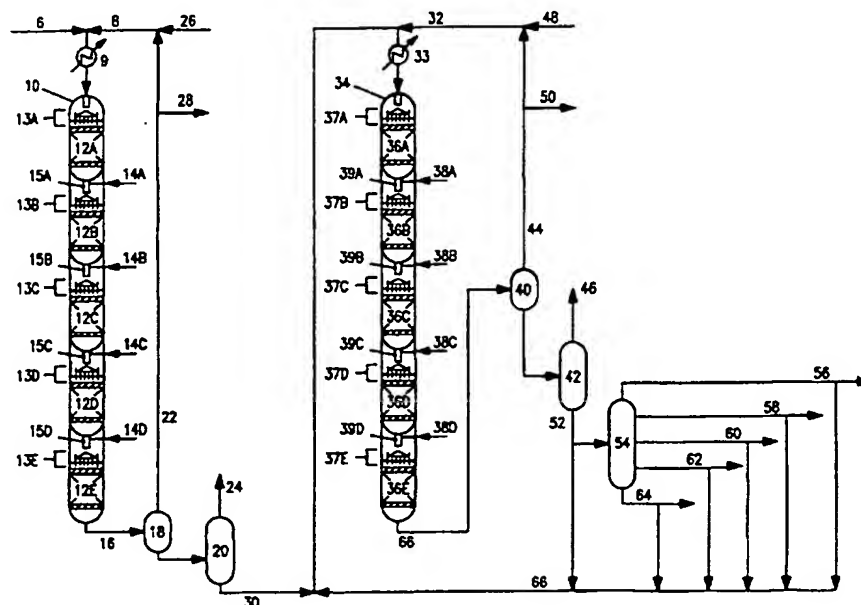 6 8 26 32 48
9 33
10 28 34 50
13A 12A 37A 36A
15A 14A 39A 38A
13B 12B 37B 36B 44
15B 14B 39B 38B
13C 12C 37C 36C 40 46
15C 14C 39C 38C 42
13D 12D 37D 36D 56
22 52 58
15D 14D 39D 38D 54 60
13E 12E 37E 36E 62
24 64
16 18 20 66
30 66